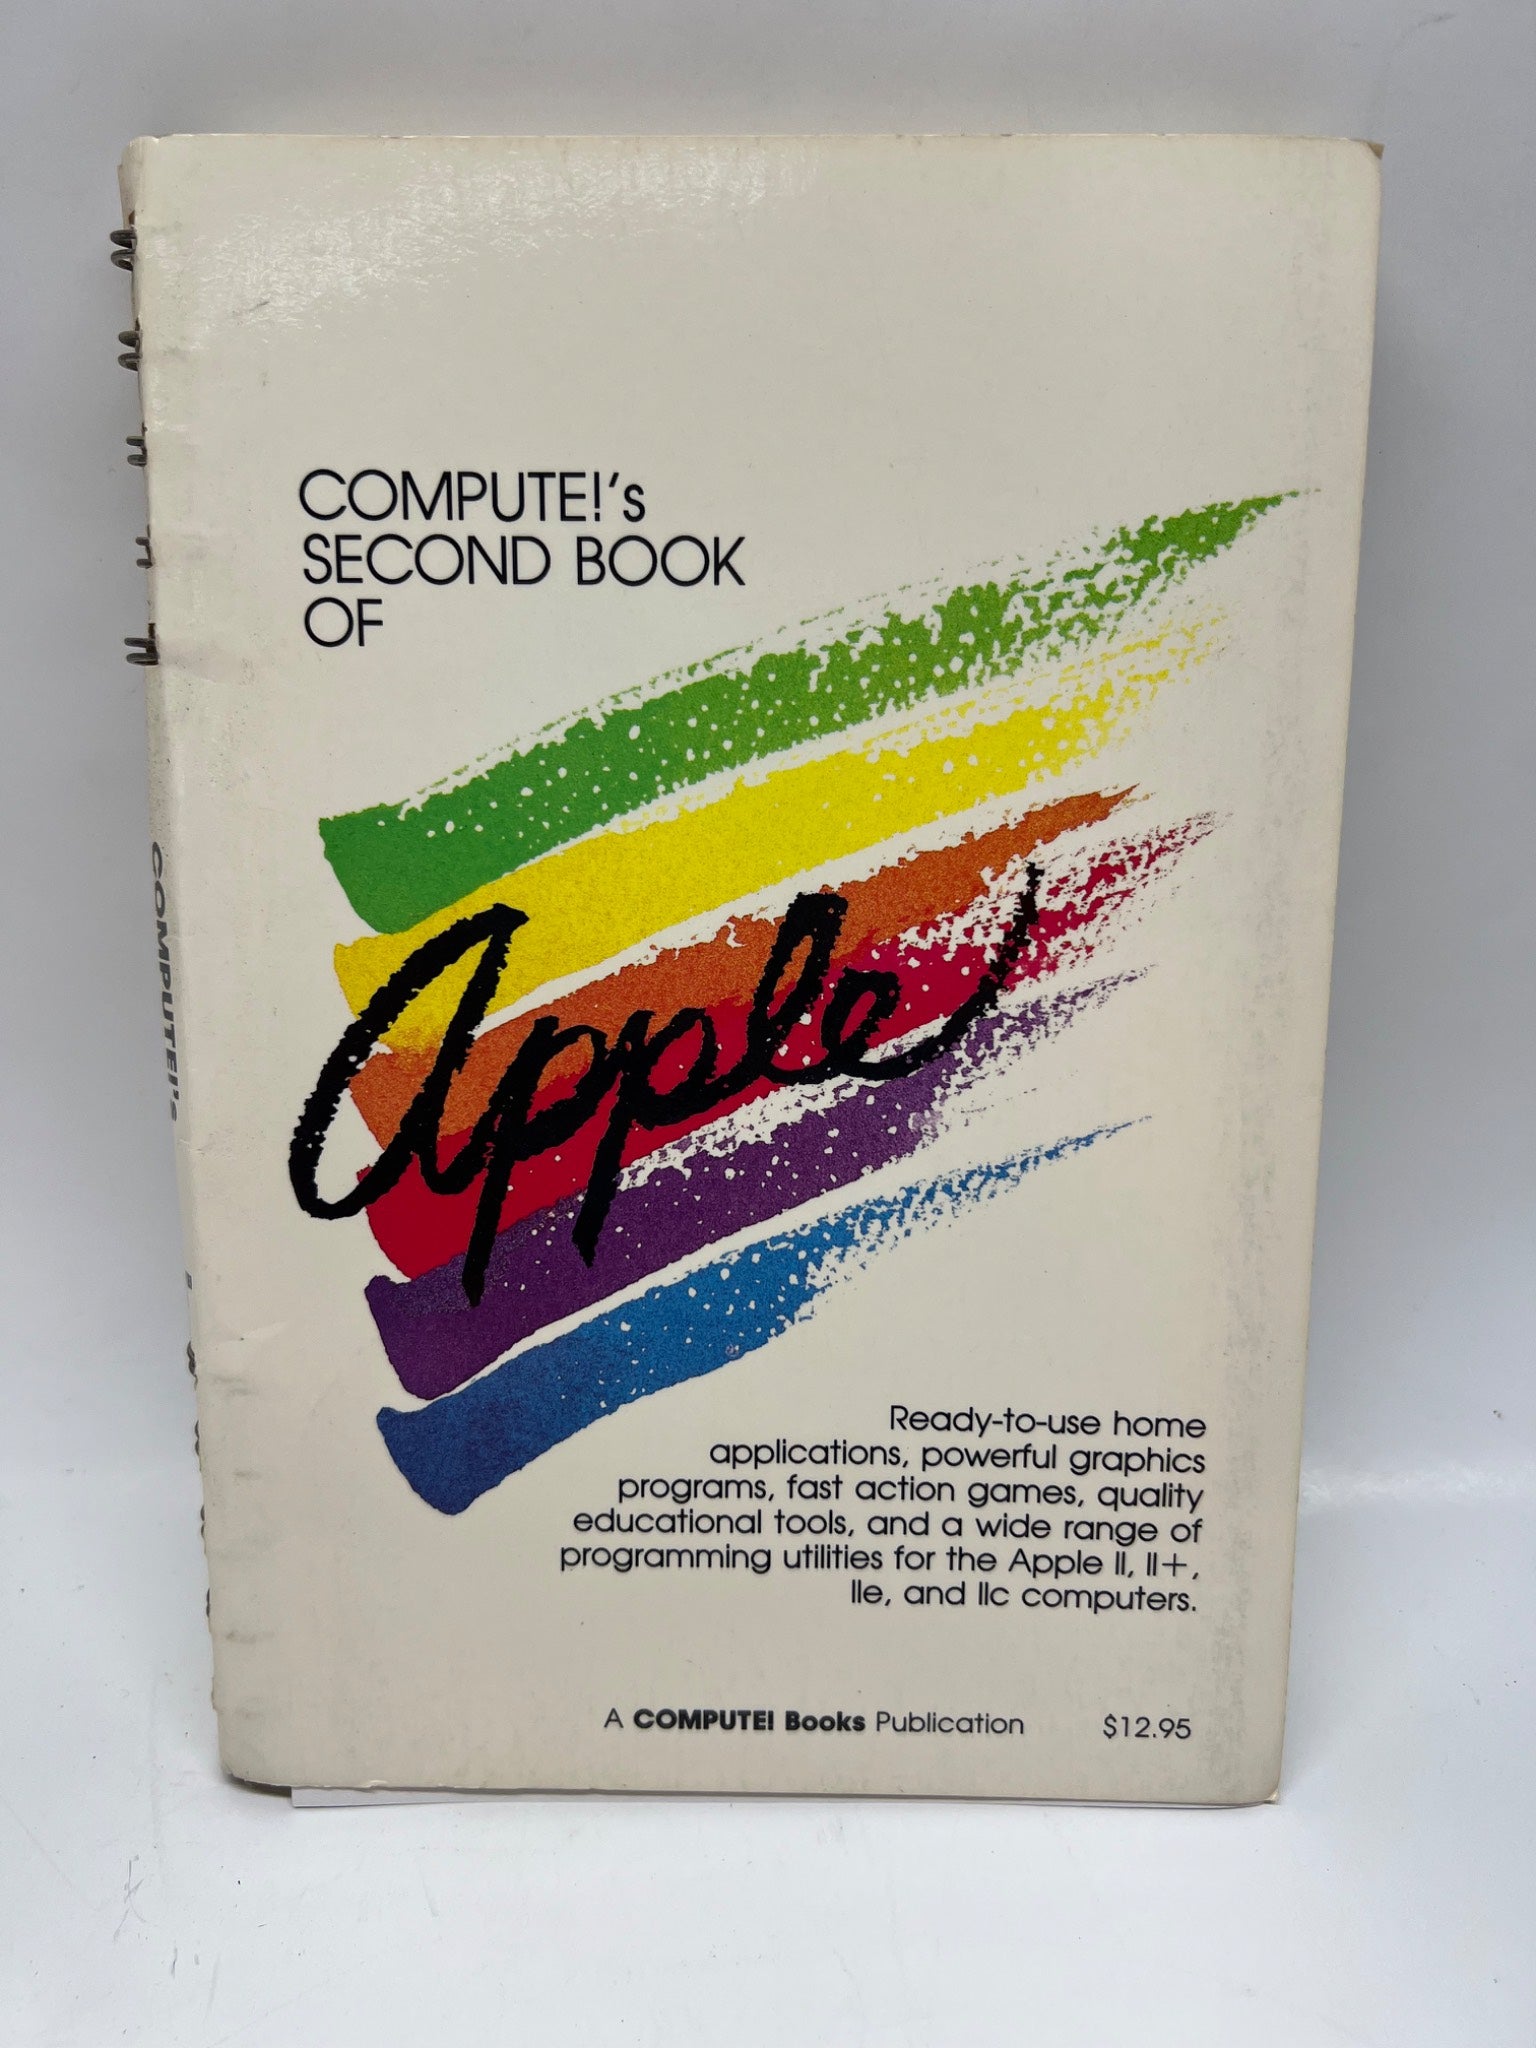 COMPUTE!'s
SECOND BOOK
OF
Apple
Ready-to-use home
applications, powerful graphics
programs, fast action games, quality
educational tools, and a wide range of
programming utilities for the Apple II, II+,
IIe, and IIc computers.
A COMPUTE! Books Publication
$12.95
COMPUTE!'s